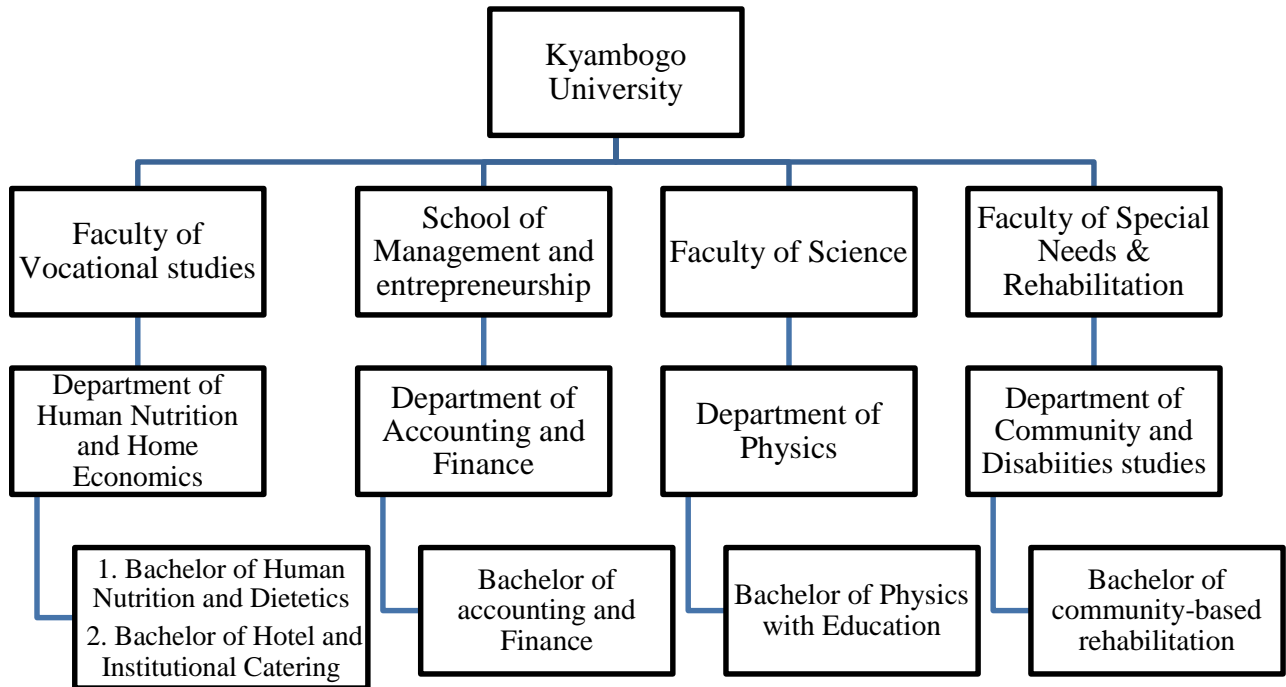 Kyambogo
University
Faculty of
Vocational studies
School of
Management and
entrepreneurship
Faculty of Science
Faculty of Special
Needs &
Rehabilitation
Department of
Human Nutrition
and Home
Economics
Department of
Accounting and
Finance
Department of
Physics
Department of
Community and
Disabiities studies
1. Bachelor of Human
Nutrition and Dietetics
2. Bachelor of Hotel and
Institutional Catering
Bachelor of
accounting and
Finance
Bachelor of Physics
with Education
Bachelor of
community-based
rehabilitation